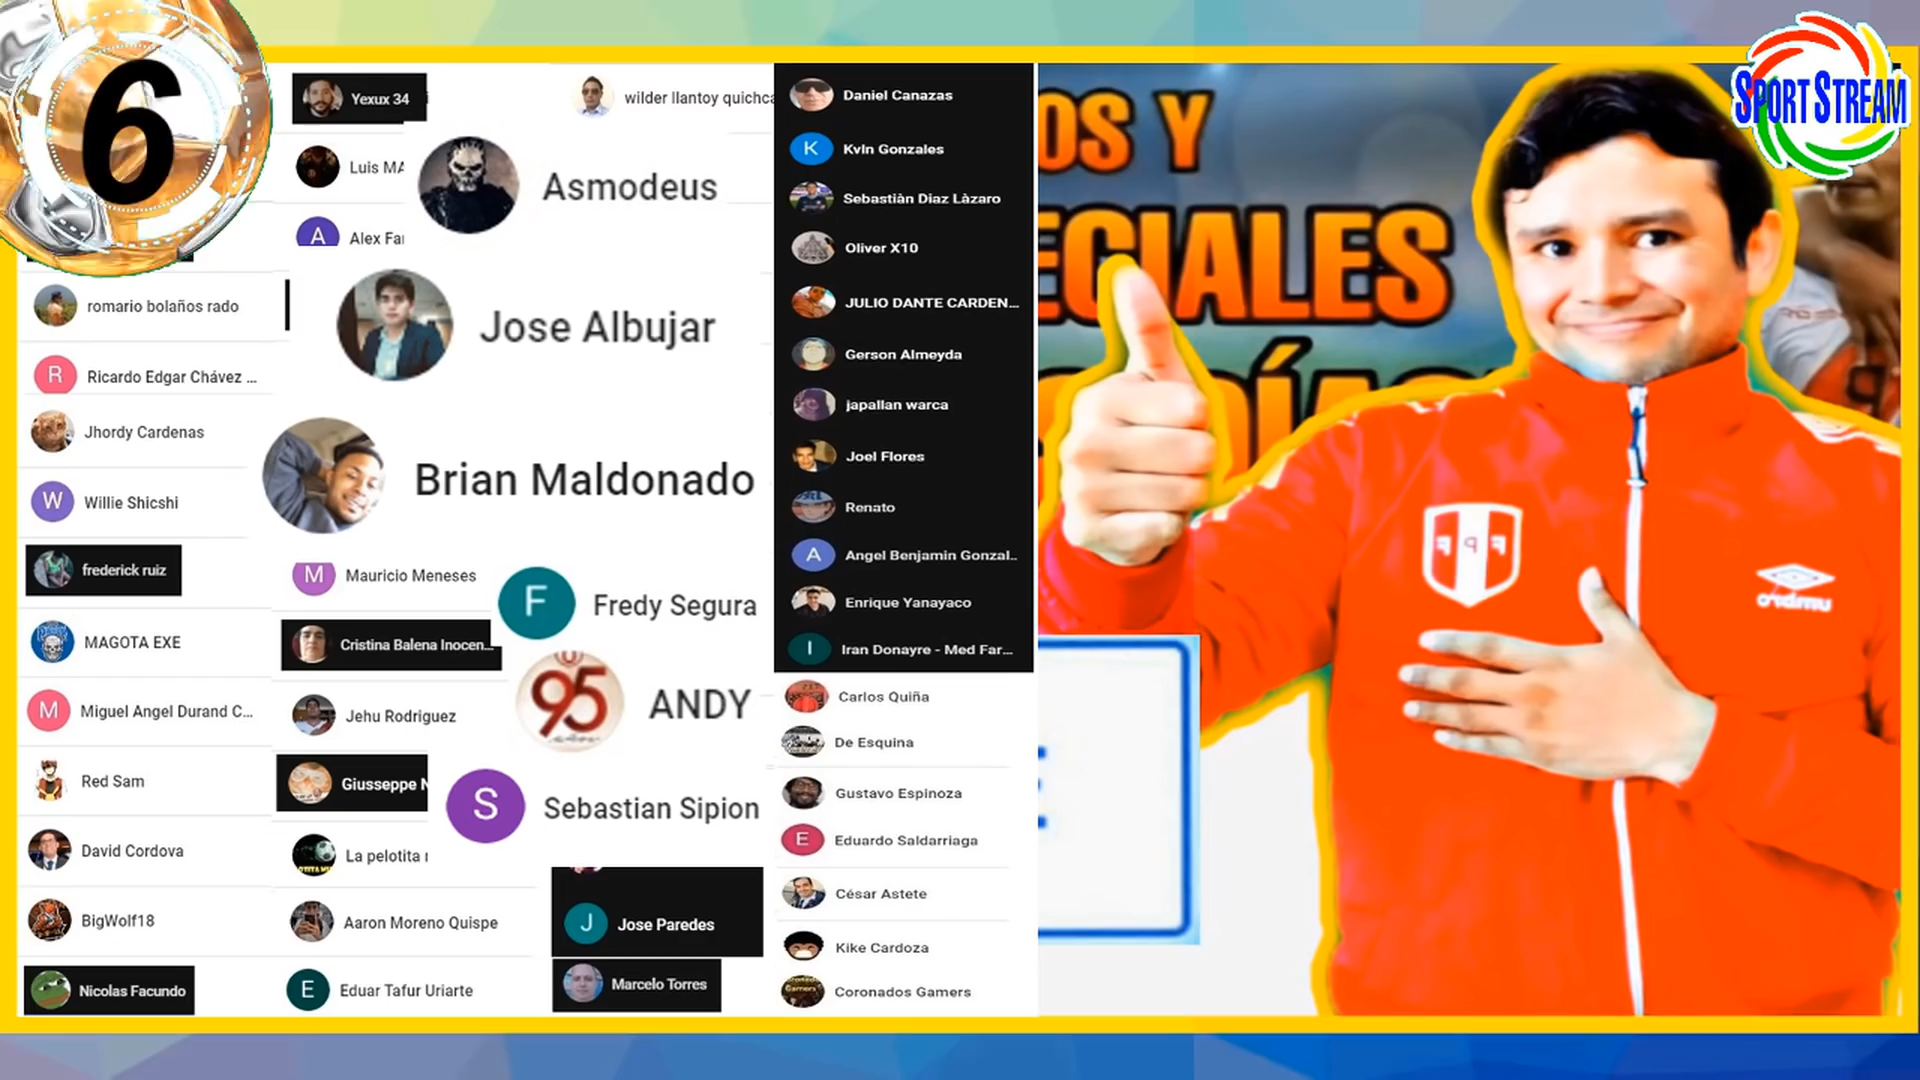 6
Yexux 34
Luis MA
Alex Fa
romario bolaños rado
Ricardo Edgar Chávez ...
Jhordy Cardenas
Willie Shicshi
frederick ruiz
MAGOTA EXE
Miguel Angel Durand C...
Red Sam
David Cordova
BigWolf18
Nicolas Facundo
wilder llantoy quichca
Asmodeus
Jose Albujar
Brian Maldonado
Mauricio Meneses
Cristina Balena Inocen...
Jehu Rodriguez
Giusseppe
La pelotita
Aaron Moreno Quispe
Eduar Tafur Uriarte
Fredy Segura
95
ANDY
Sebastian Sipion
Jose Paredes
Marcelo Torres
Daniel Canazas
Kvln Gonzales
Sebastiàn Diaz Làzaro
Oliver X10
JULIO DANTE CARDEN...
Gerson Almeyda
japallan warca
Joel Flores
Renato
Angel Benjamin Gonzal..
Enrique Yanayaco
Iran Donayre - Med Far...
Carlos Quiña
De Esquina
Gustavo Espinoza
Eduardo Saldarriaga
César Astete
Kike Cardoza
Coronados Gamers
OS Y
ECIALES
DÍAS
SPORT STREAM
FPF
umbro